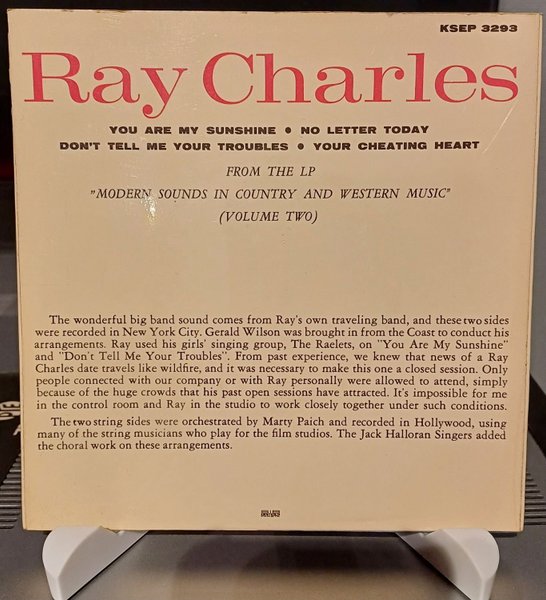 KSEP 3293
Ray Charles
YOU ARE MY SUNSHINE • NO LETTER TODAY
DON'T TELL ME YOUR TROUBLES • YOUR CHEATING HEART
FROM THE LP
"MODERN SOUNDS IN COUNTRY AND WESTERN MUSIC"
(VOLUME TWO)
The wonderful big band sound comes from Ray's own traveling band, and these two sides
were recorded in New York City. Gerald Wilson was brought in from the Coast to conduct his
arrangements. Ray used his girls' singing group, The Raelets, on "You Are My Sunshine"
and "Don't Tell Me Your Troubles". From past experience, we knew that news of a Ray
Charles date travels like wildfire, and it was necessary to make this one a closed session. Only
people connected with our company or with Ray personally were allowed to attend, simply
because of the huge crowds that his past open sessions have attracted. It's impossible for me
in the control room and Ray in the studio to work closely together under such conditions.
The two string sides were orchestrated by Marty Paich and recorded in Hollywood, using
many of the string musicians who play for the film studios. The Jack Halloran Singers added
the choral work on these arrangements.